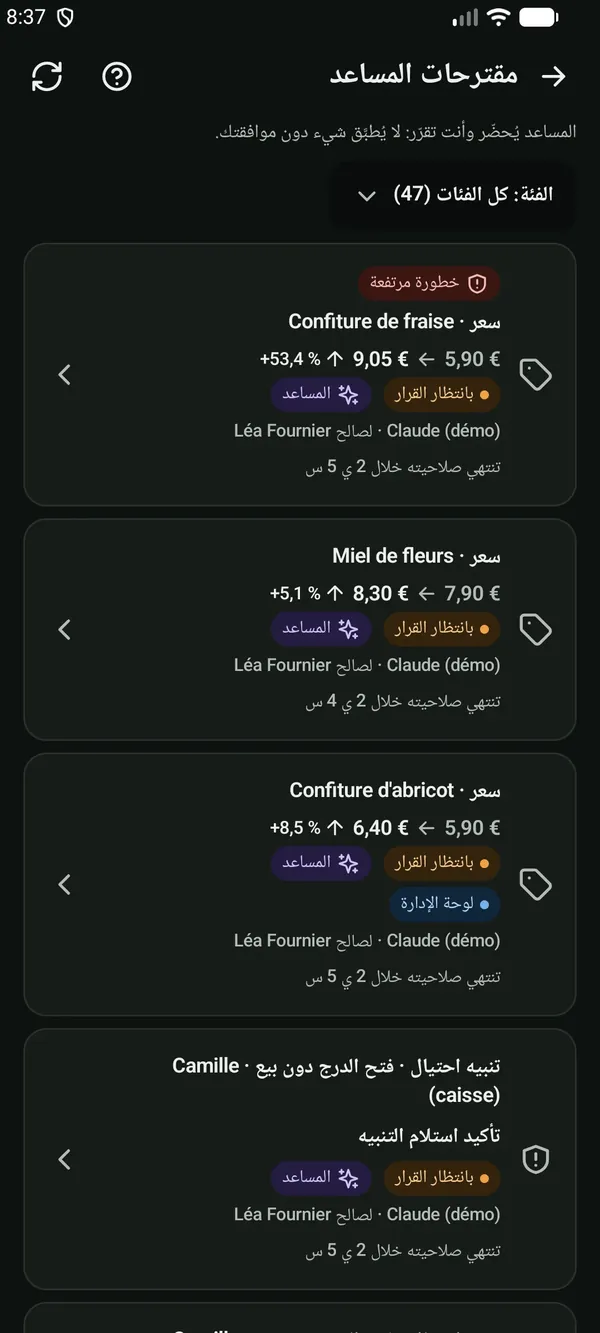 8:37
مقترحات المساعد
المساعد يُحضّر وأنت تقرّر: لا يُطبَّق شيء دون موافقتك.
الفئة: كل الفئات (47)
خطورة مرتفعة
سعر · Confiture de fraise
5,90 € ← 9,05 € ↑ +53,4 %
بانتظار القرار المساعد
Claude (démo) · لصالح Léa Fournier
تنتهي صلاحيته خلال 2 ي 5 س
سعر · Miel de fleurs
7,90 € ← 8,30 € ↑ +5,1 %
بانتظار القرار المساعد
Claude (démo) · لصالح Léa Fournier
تنتهي صلاحيته خلال 2 ي 4 س
سعر · Confiture d'abricot
5,90 € ← 6,40 € ↑ +8,5 %
بانتظار القرار المساعد
لوحة الإدارة
Claude (démo) · لصالح Léa Fournier
تنتهي صلاحيته خلال 2 ي 5 س
تنبيه احتيال · فتح الدرج دون بيع · Camille
(caisse)
تأكيد استلام التنبيه
بانتظار القرار المساعد
Claude (démo) · لصالح Léa Fournier
تنتهي صلاحيته خلال 2 ي 5 س